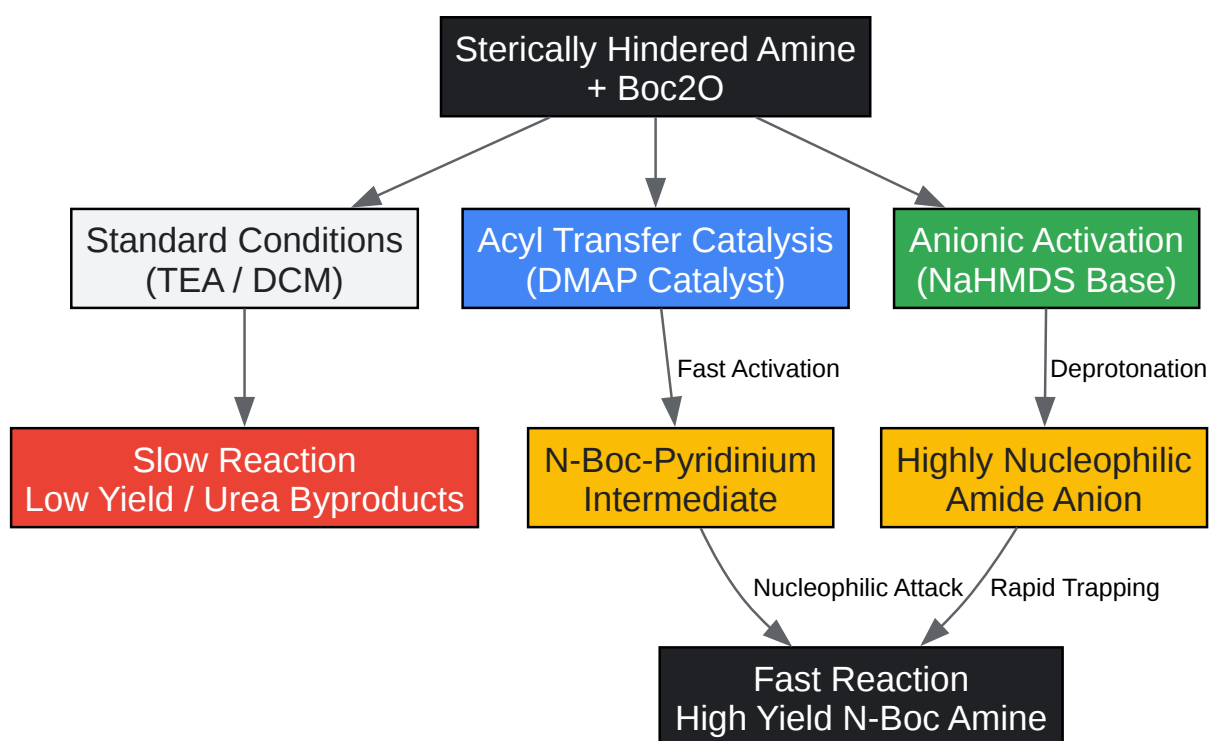 Sterically Hindered Amine
+ Boc2O
Standard Conditions
(TEA / DCM)
Acyl Transfer Catalysis
(DMAP Catalyst)
Anionic Activation
(NaHMDS Base)
Fast Activation
Deprotonation
Slow Reaction
Low Yield / Urea Byproducts
N-Boc-Pyridinium
Intermediate
Highly Nucleophilic
Amide Anion
Nucleophilic Attack
Rapid Trapping
Fast Reaction
High Yield N-Boc Amine